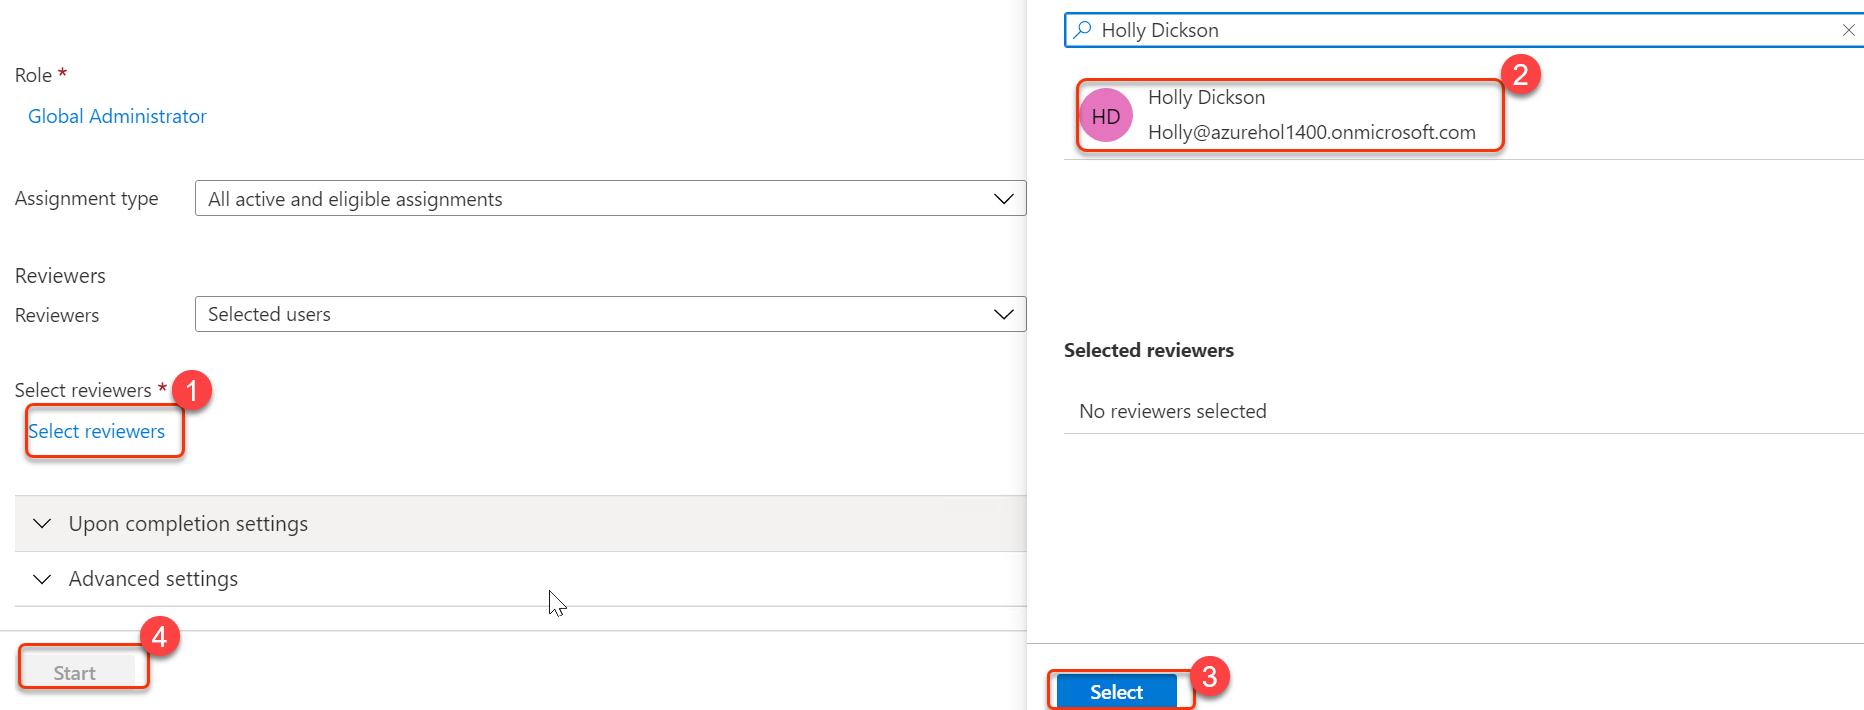 Role *
Global Administrator
Assignment type
All active and eligible assignments
Reviewers
Reviewers
Selected users
Select reviewers *
1
Select reviewers
Upon completion settings
Advanced settings
4
Start
Holly Dickson
2
HD
Holly Dickson
Holly@azurehol1400.onmicrosoft.com
Selected reviewers
No reviewers selected
3
Select